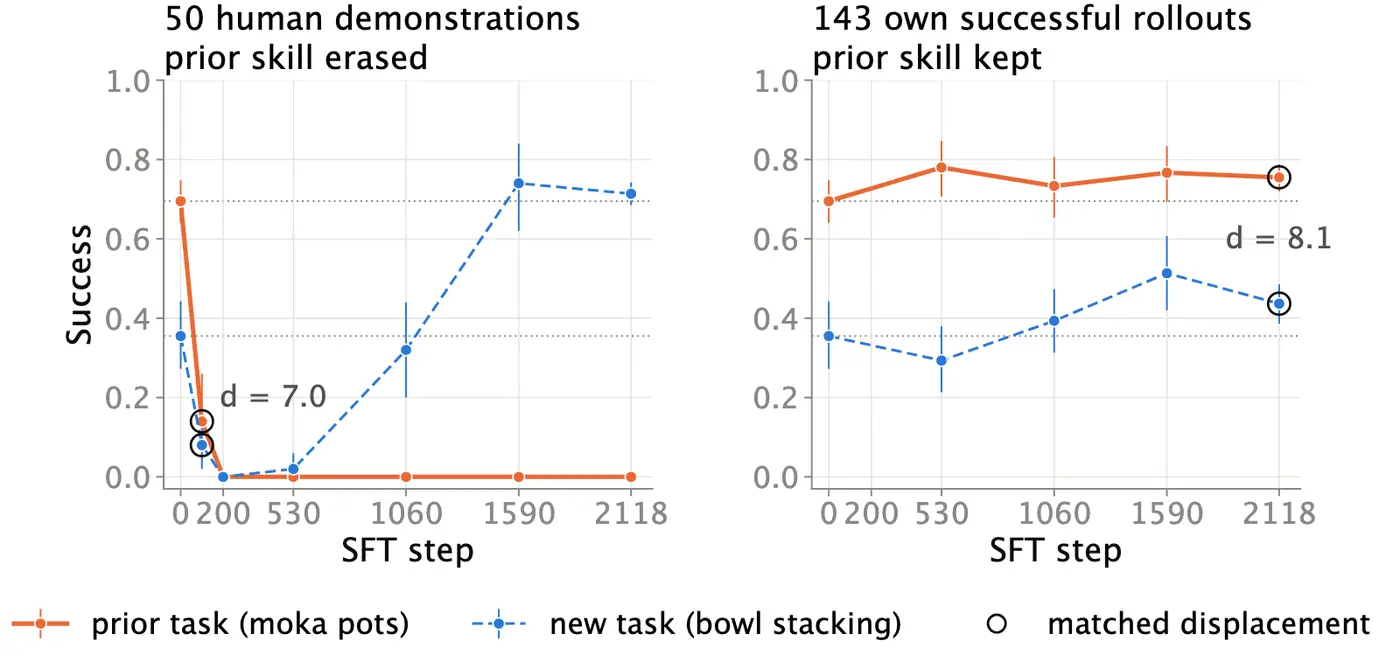 50 human demonstrations
prior skill erased
143 own successful rollouts
prior skill kept
Success
1.0
0.8
0.6
0.4
0.2
0.0
d = 7.0
0 200 530 1060 1590 2118
SFT step
1.0
0.8
0.6
0.4
0.2
0.0
d = 8.1
0 200 530 1060 1590 2118
SFT step
prior task (moka pots)
new task (bowl stacking)
matched displacement